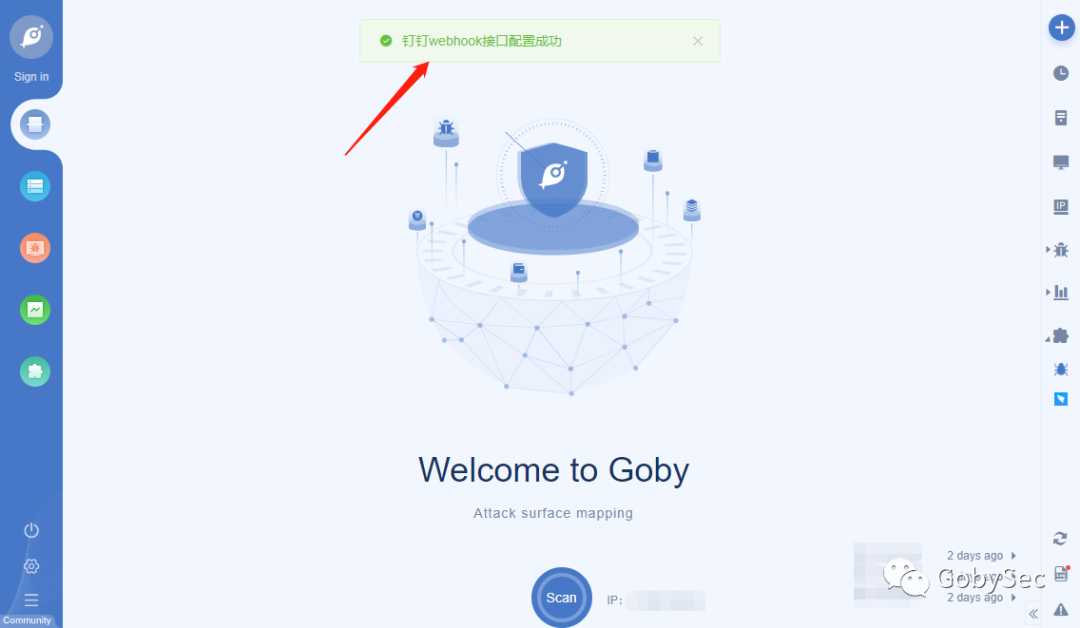 Sign in
钉钉webhook接口配置成功
IP
Welcome to Goby
Attack surface mapping
2 days ago
2 days ago
GobySec
Scan
IP:
Community